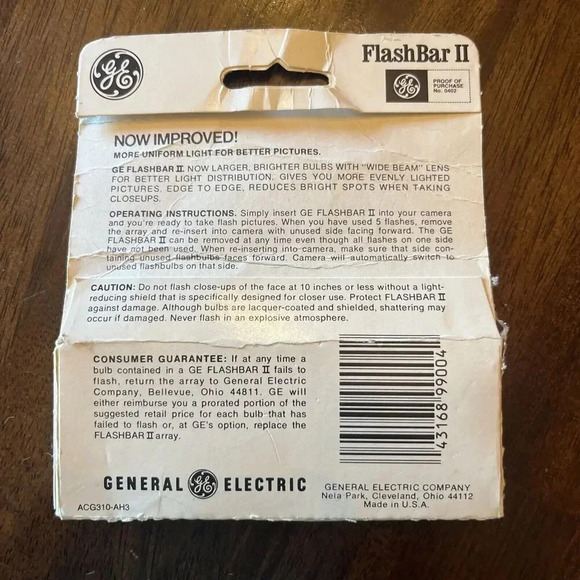 GE
FlashBar II
GE
PROOF OF
PURCHASE
No. 0402
NOW IMPROVED!
MORE UNIFORM LIGHT FOR BETTER PICTURES.
GE FLASHBAR II. NOW LARGER, BRIGHTER BULBS WITH "WIDE BEAM" LENS
FOR BETTER LIGHT DISTRIBUTION. GIVES YOU MORE EVENLY LIGHTED
PICTURES. EDGE TO EDGE, REDUCES BRIGHT SPOTS WHEN TAKING
CLOSEUPS.
OPERATING INSTRUCTIONS. Simply insert GE FLASHBAR II into your camera
and you're ready to take flash pictures. When you have used 5 flashes, remove
the array and re-insert into camera with unused side facing forward. The GE
FLASHBAR II can be removed at any time even though all flashes on one side
have not been used. When re-inserting into camera, make sure that side con-
taining unused flashbulbs faces forward. Camera will automatically switch to
unused flashbulbs on that side.
CAUTION: Do not flash close-ups of the face at 10 inches or less without a light-
reducing shield that is specifically designed for closer use. Protect FLASHBAR II
against damage. Although bulbs are lacquer-coated and shielded, shattering may
occur if damaged. Never flash in an explosive atmosphere.
CONSUMER GUARANTEE: If at any time a
bulb contained in a GE FLASHBAR II fails to
flash, return the array to General Electric
Company, Bellevue, Ohio 44811. GE will
either reimburse you a prorated portion of the
suggested retail price for each bulb that has
failed to flash or, at GE's option, replace the
FLASHBAR II array.
43168 99004
GENERAL GE ELECTRIC
GENERAL ELECTRIC COMPANY
Nela Park, Cleveland, Ohio 44112
Made in U.S.A.
ACG310-AH3